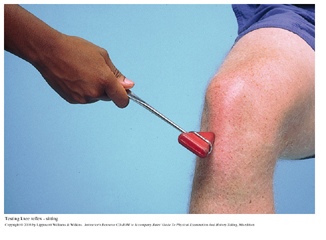 Testing knee reflex - sitting
Copyright © 2003 by Lippincott Williams & Wilkins. Instructor's Resource CD-ROM to Accompany Bates' Guide To Physical Examination And History Taking, 8th edition.